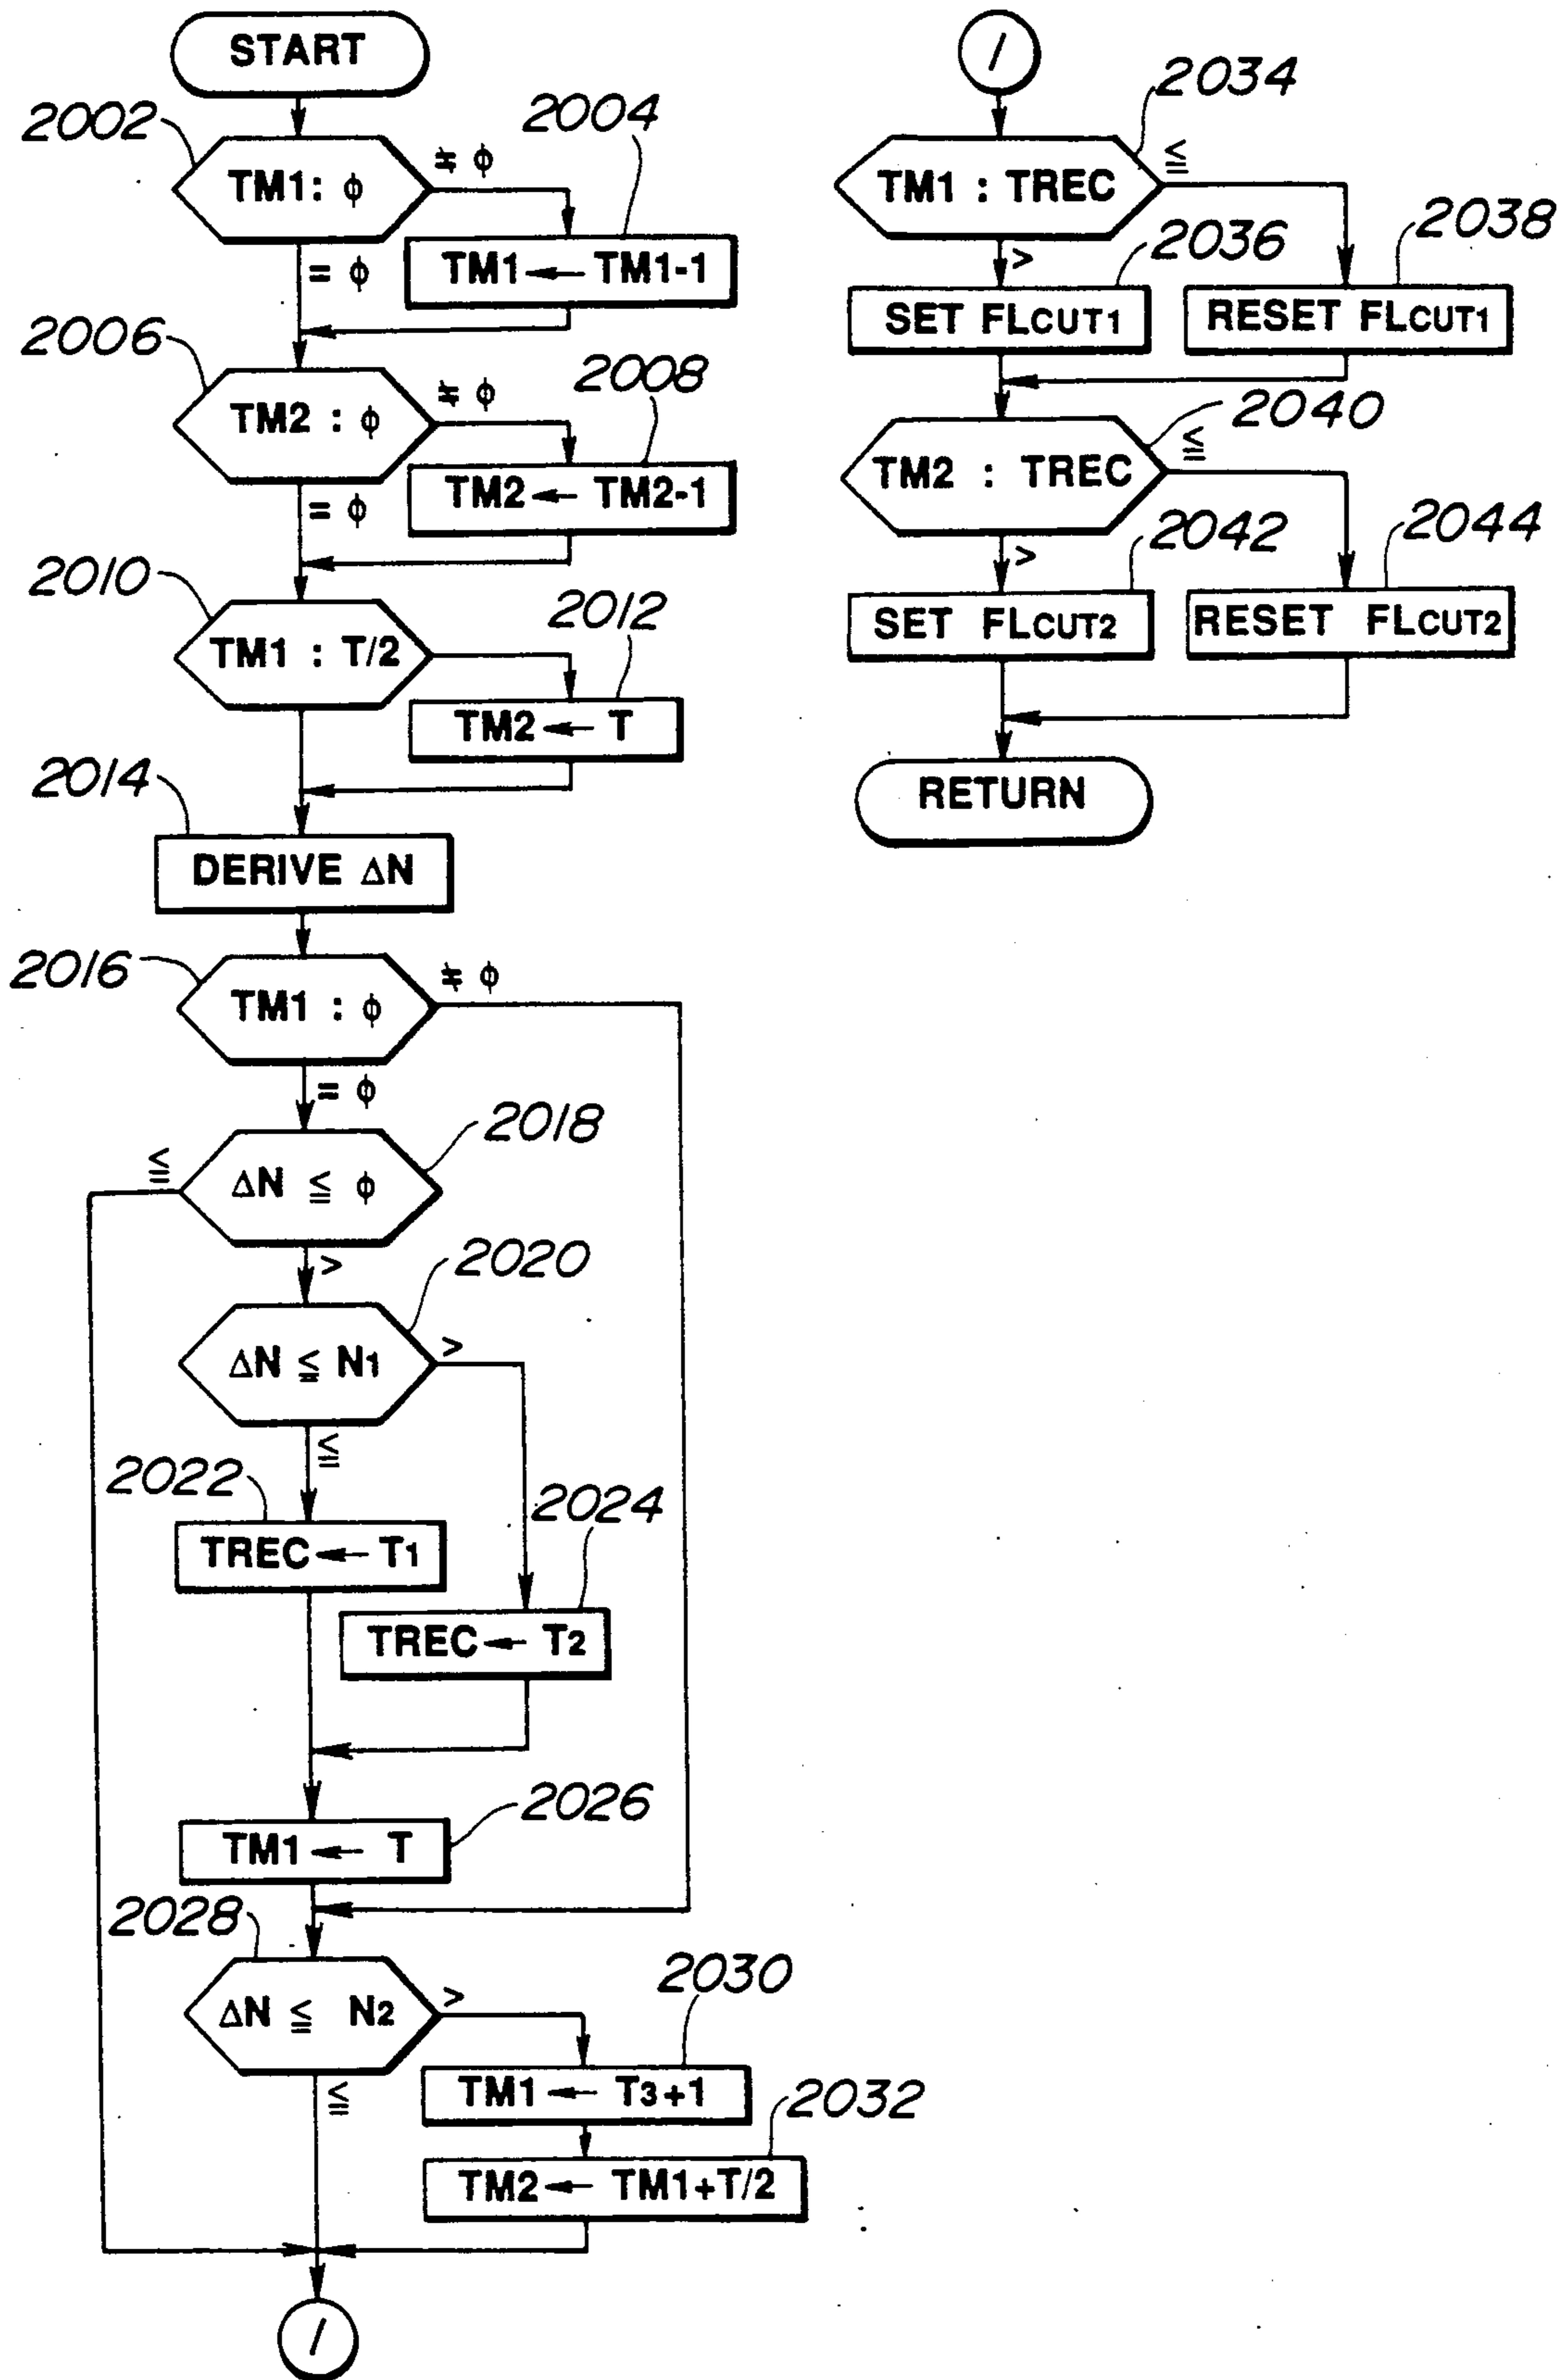 START
2002
TM1 : ϕ
≠ ϕ
2004
= ϕ
TM1 ← TM1-1
2006
TM2 : ϕ
≠ ϕ
2008
= ϕ
TM2 ← TM2-1
2010
TM1 : T/2
2012
TM2 ← T
2014
DERIVE ΔN
2016
TM1 : ϕ
≠ ϕ
= ϕ
2018
≦
ΔN ≦ ϕ
>
2020
ΔN ≦ N1
>
≦
2022
TREC ← T1
2024
TREC ← T2
2026
TM1 ← T
2028
ΔN ≦ N2
>
≦
2030
TM1 ← T3+1
2032
TM2 ← TM1+T/2
1
1
2034
TM1 : TREC
≦
>
2036
SET FLCUT1
2038
RESET FLCUT1
2040
TM2 : TREC
≦
>
2042
SET FLCUT2
2044
RESET FLCUT2
RETURN